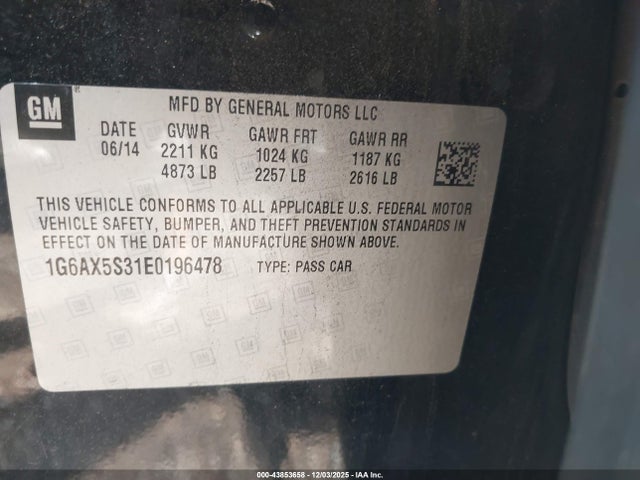 GM
MFD BY GENERAL MOTORS LLC
DATE GVWR GAWR FRT GAWR RR
06/14 2211 KG 1024 KG 1187 KG
4873 LB 2257 LB 2616 LB
THIS VEHICLE CONFORMS TO ALL APPLICABLE U.S. FEDERAL MOTOR
VEHICLE SAFETY, BUMPER, AND THEFT PREVENTION STANDARDS IN
EFFECT ON THE DATE OF MANUFACTURE SHOWN ABOVE.
1G6AX5S31E0196478 TYPE: PASS CAR
000-43853658 - 12/03/2025 - IAA Inc.